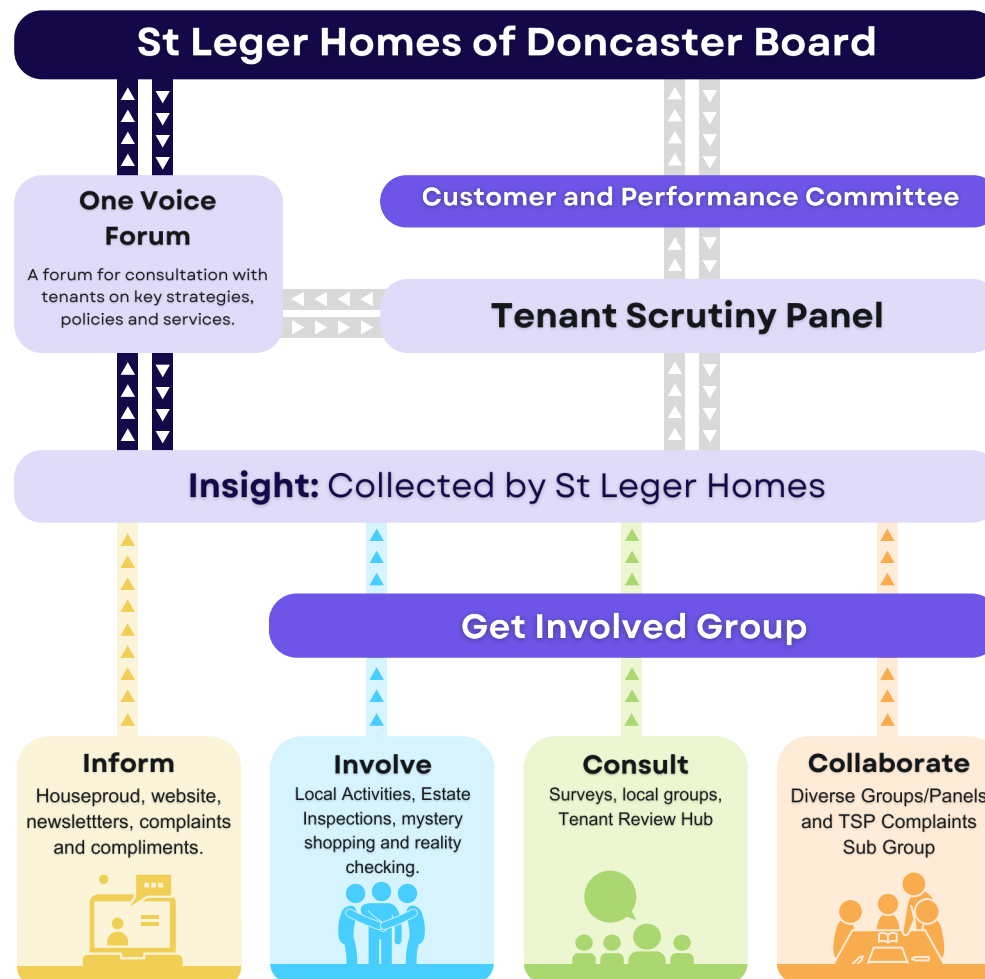 St Leger Homes of Doncaster Board
One Voice
Forum
A forum for consultation with
tenants on key strategies,
policies and services.
Customer and Performance Committee
Tenant Scrutiny Panel
Insight: Collected by St Leger Homes
Get Involved Group
Inform
Houseproud, website,
newslettters, complaints
and compliments.
Involve
Local Activities, Estate
Inspections, mystery
shopping and reality
checking.
Consult
Surveys, local groups,
Tenant Review Hub
Collaborate
Diverse Groups/Panels
and TSP Complaints
Sub Group